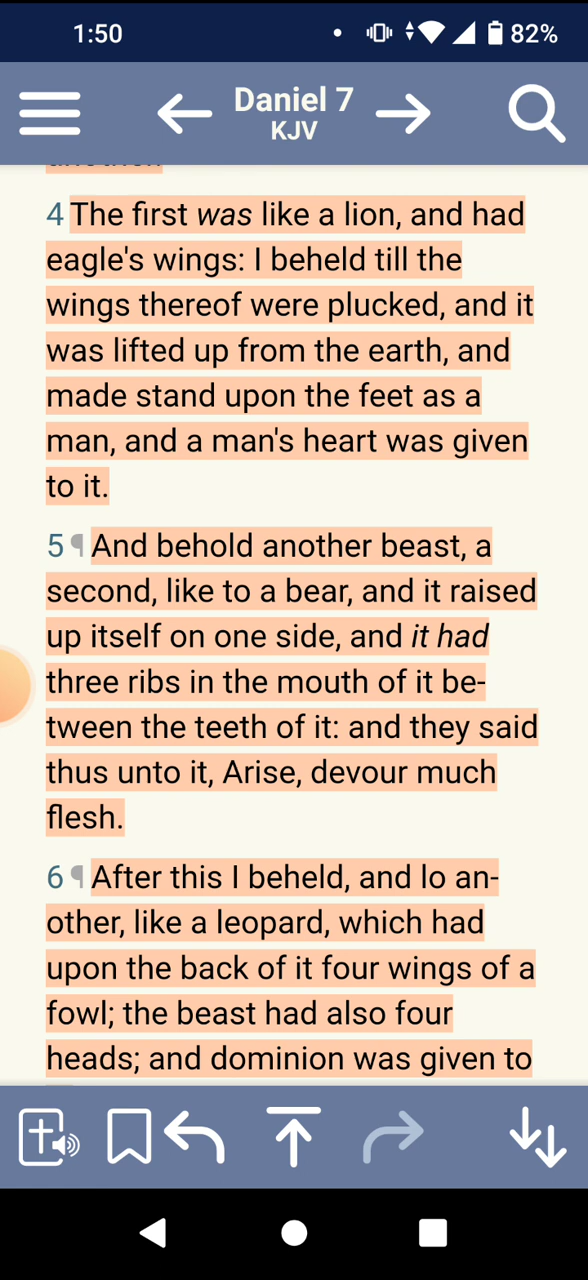 1:50
82%
Daniel 7
KJV
4 The first was like a lion, and had
eagle's wings: I beheld till the
wings thereof were plucked, and it
was lifted up from the earth, and
made stand upon the feet as a
man, and a man's heart was given
to it.
5 ¶ And behold another beast, a
second, like to a bear, and it raised
up itself on one side, and it had
three ribs in the mouth of it be-
tween the teeth of it: and they said
thus unto it, Arise, devour much
flesh.
6 ¶ After this I beheld, and lo an-
other, like a leopard, which had
upon the back of it four wings of a
fowl; the beast had also four
heads; and dominion was given to